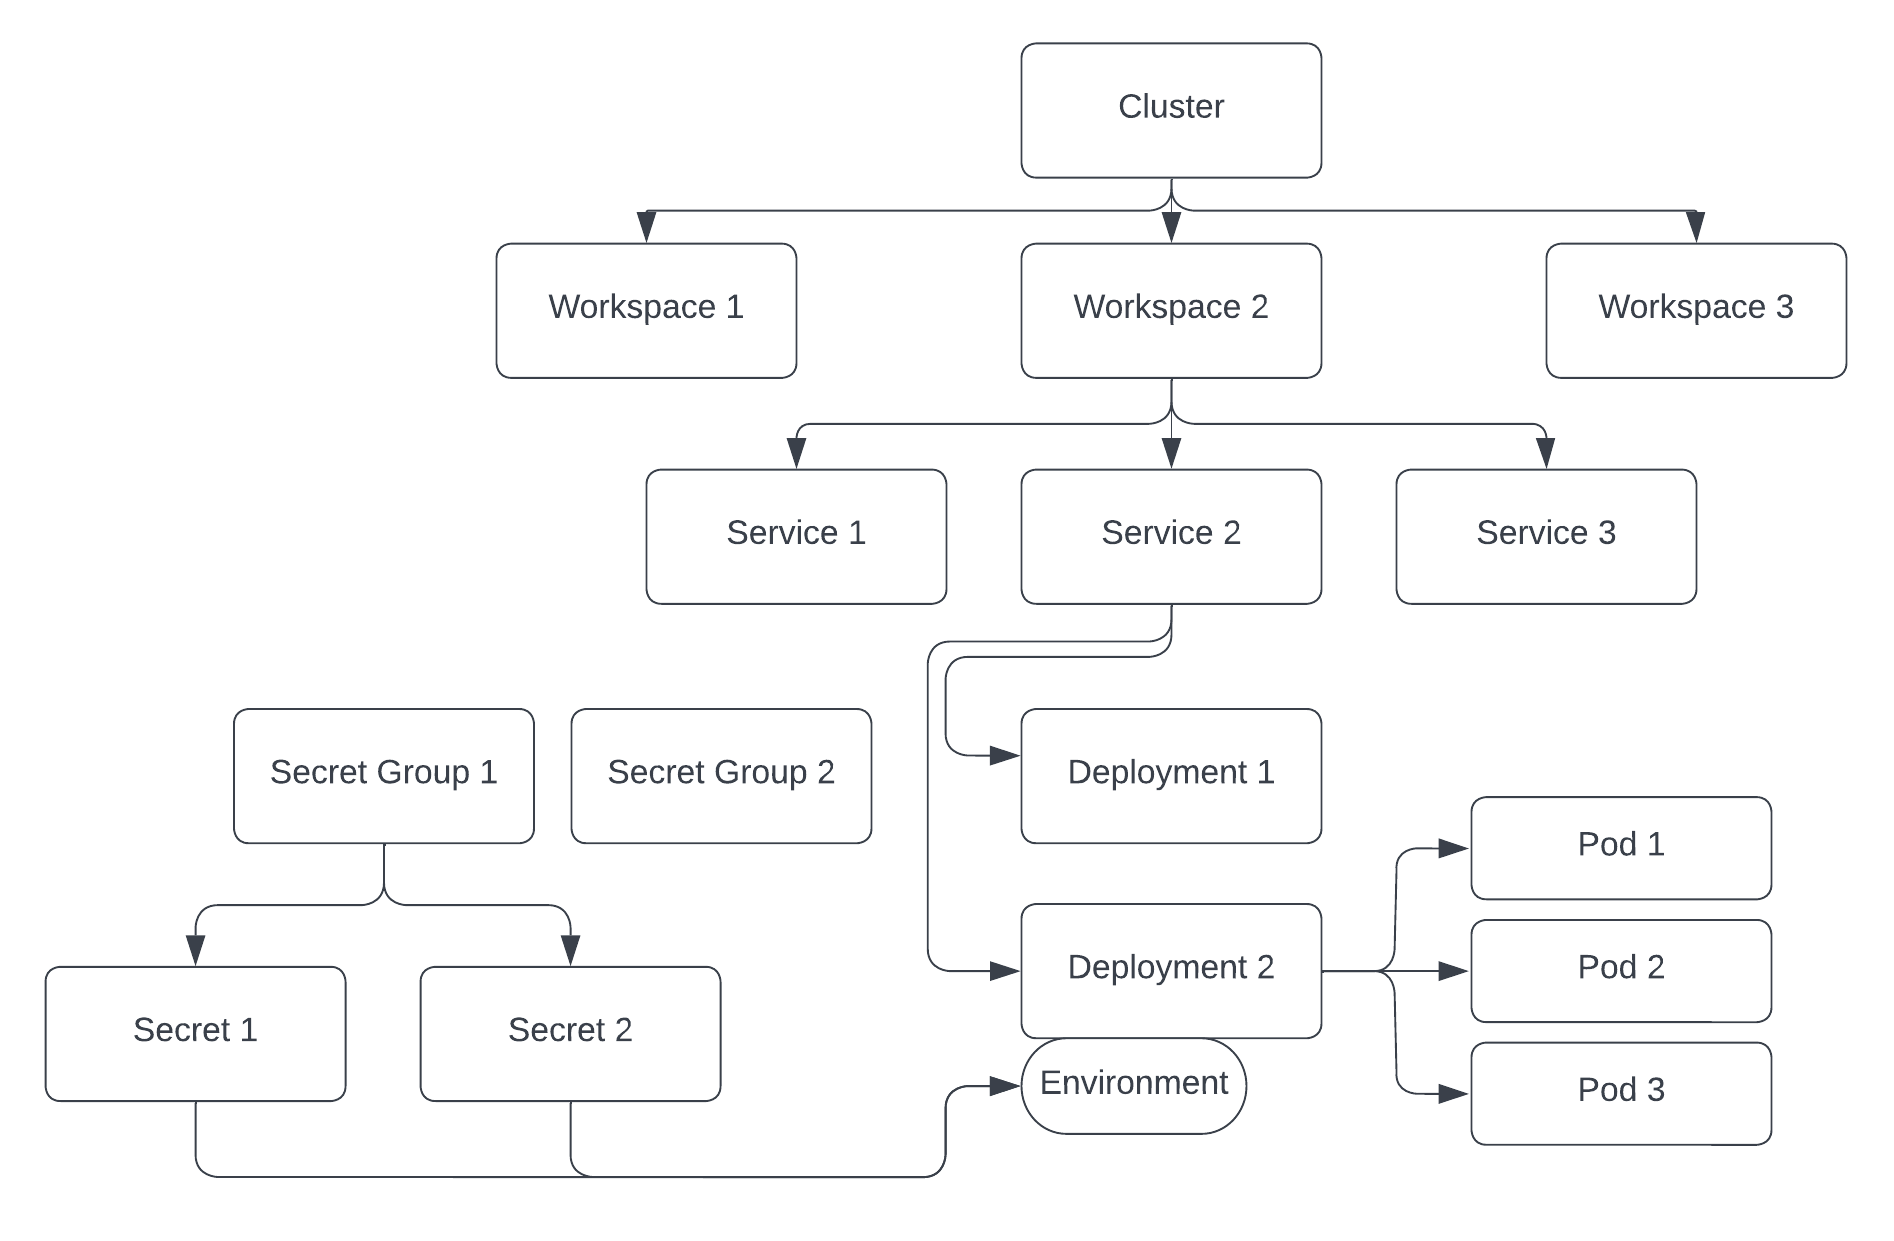 Cluster
Workspace 1
Workspace 2
Workspace 3
Service 1
Service 2
Service 3
Secret Group 1
Secret Group 2
Deployment 1
Pod 1
Deployment 2
Pod 2
Secret 1
Secret 2
Environment
Pod 3